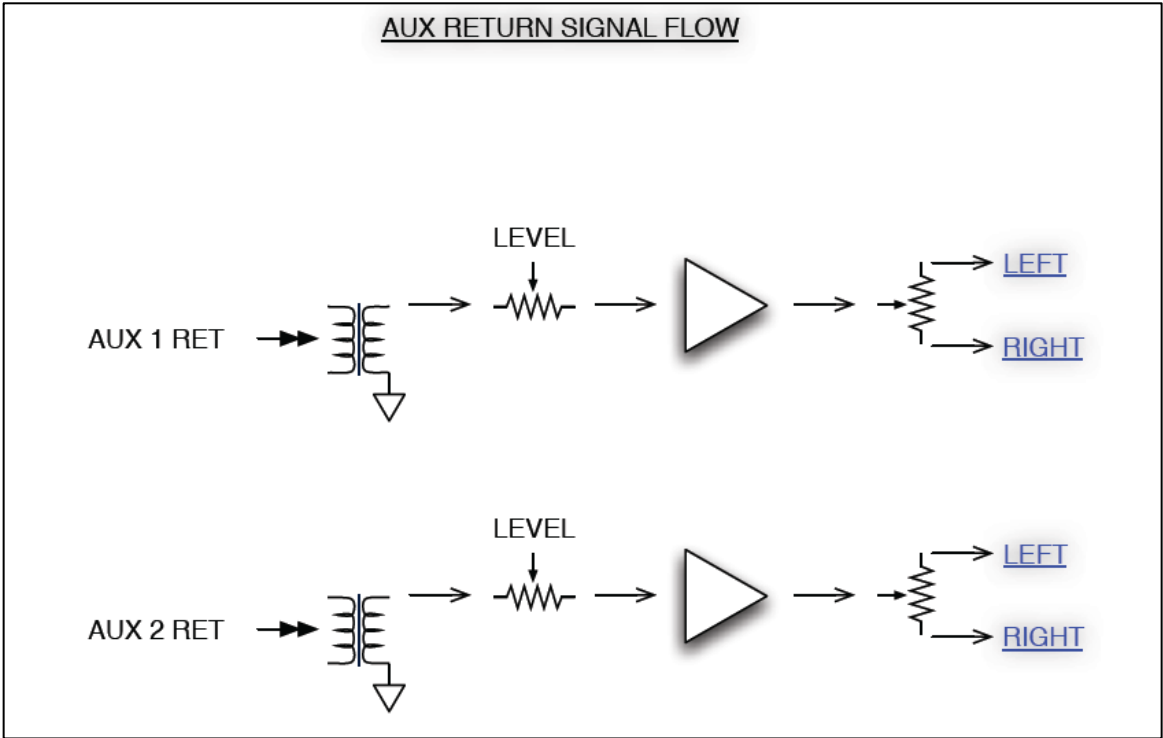 AUX RETURN SIGNAL FLOW
LEVEL
LEFT
AUX 1 RET
RIGHT
LEVEL
LEFT
AUX 2 RET
RIGHT